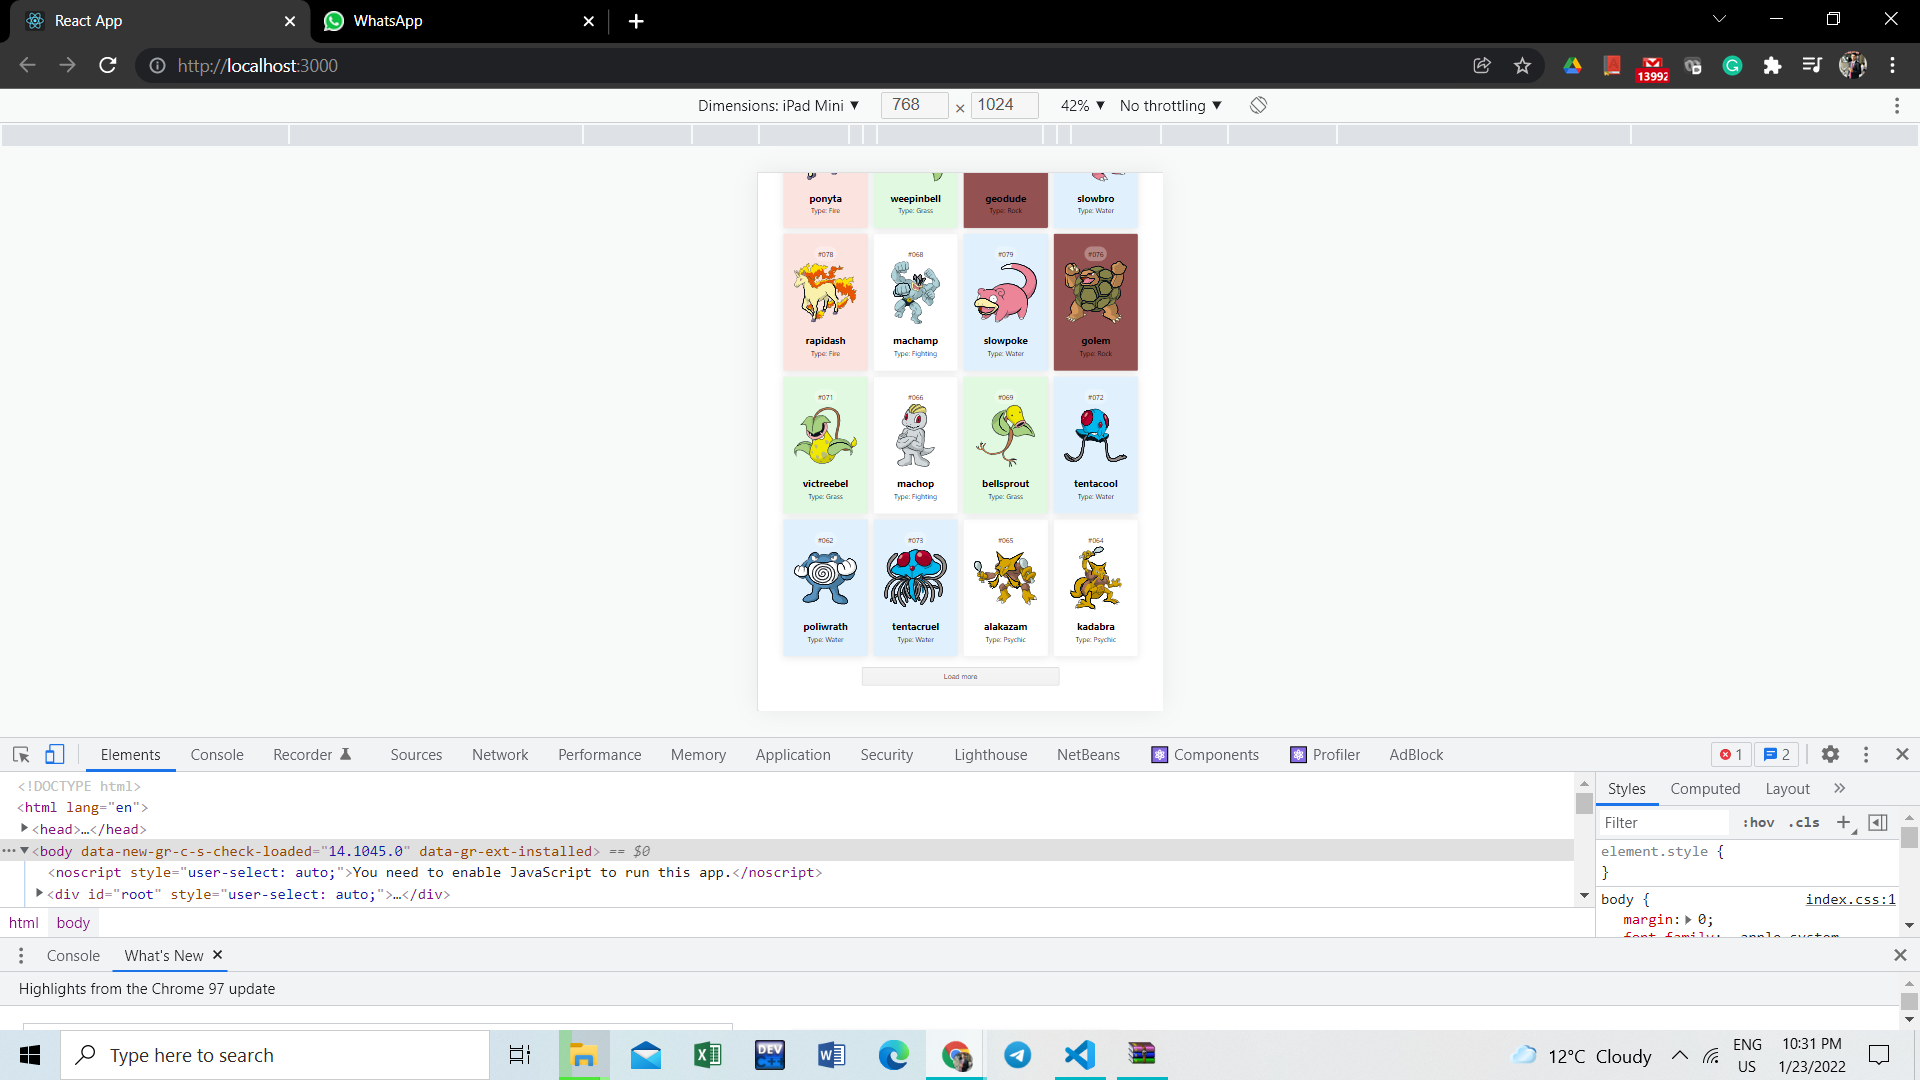 React App
WhatsApp
http://localhost:3000
13992
Dimensions: iPad Mini ▼ 768 × 1024 42% ▼ No throttling ▼
ponyta weepinbell geodude slowbro
Type: Fire Type: Grass Type: Rock Type: Water
#078 #068 #079 #076
rapidash machamp slowpoke golem
Type: Fire Type: Fighting Type: Water Type: Rock
#071 #066 #069 #072
victreebel machop bellsprout tentacool
Type: Grass Type: Fighting Type: Grass Type: Water
#062 #073 #065 #064
poliwrath tentacruel alakazam kadabra
Type: Water Type: Water Type: Psychic Type: Psychic
Load more
Elements Console Recorder Sources Network Performance Memory Application Security Lighthouse NetBeans Components Profiler AdBlock 1 2
<!DOCTYPE html>
<html lang="en">
<head>…</head>
<body data-new-gr-c-s-check-loaded="14.1045.0" data-gr-ext-installed> == $0
<noscript style="user-select: auto;">You need to enable JavaScript to run this app.</noscript>
<div id="root" style="user-select: auto;">…</div>
html body
Styles Computed Layout
Filter :hov .cls
element.style {
}
body { index.css:1
margin: 0;
font-family: -apple-system
Console What's New
Highlights from the Chrome 97 update
Type here to search
DEV C++
12°C Cloudy
ENG
US
10:31 PM
1/23/2022